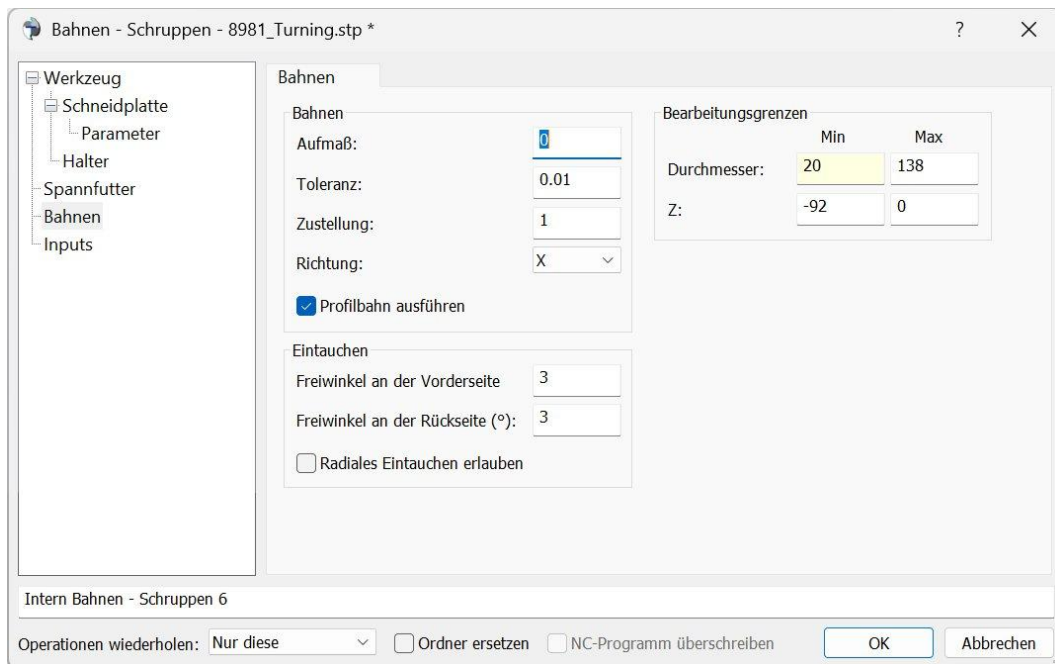 Bahnen - Schruppen - 8981_Turning.stp *
?
Werkzeug
Schneidplatte
Parameter
Halter
Spannfutter
Bahnen
Inputs
Bahnen
Bahnen
Aufmaß: 0
Toleranz: 0.01
Zustellung: 1
Richtung: X
Profilbahn ausführen
Eintauchen
Freiwinkel an der Vorderseite 3
Freiwinkel an der Rückseite (°): 3
Radiales Eintauchen erlauben
Bearbeitungsgrenzen
Min Max
Durchmesser: 20 138
Z: -92 0
Intern Bahnen - Schruppen 6
Operationen wiederholen: Nur diese Ordner ersetzen NC-Programm überschreiben OK Abbrechen